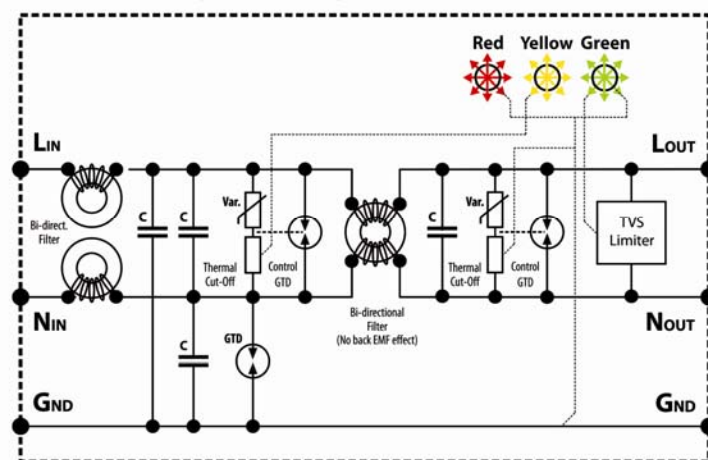 Red Yellow Green
LIN
LOUT
Bi-direct.
Filter
C
C
Var.
Thermal
Cut-Off
Control
GTD
C
Var.
Thermal
Cut-Off
Control
GTD
TVS
Limiter
NIN
NOUT
Bi-directional
Filter
(No back EMF effect)
C
GTD
GND
GND